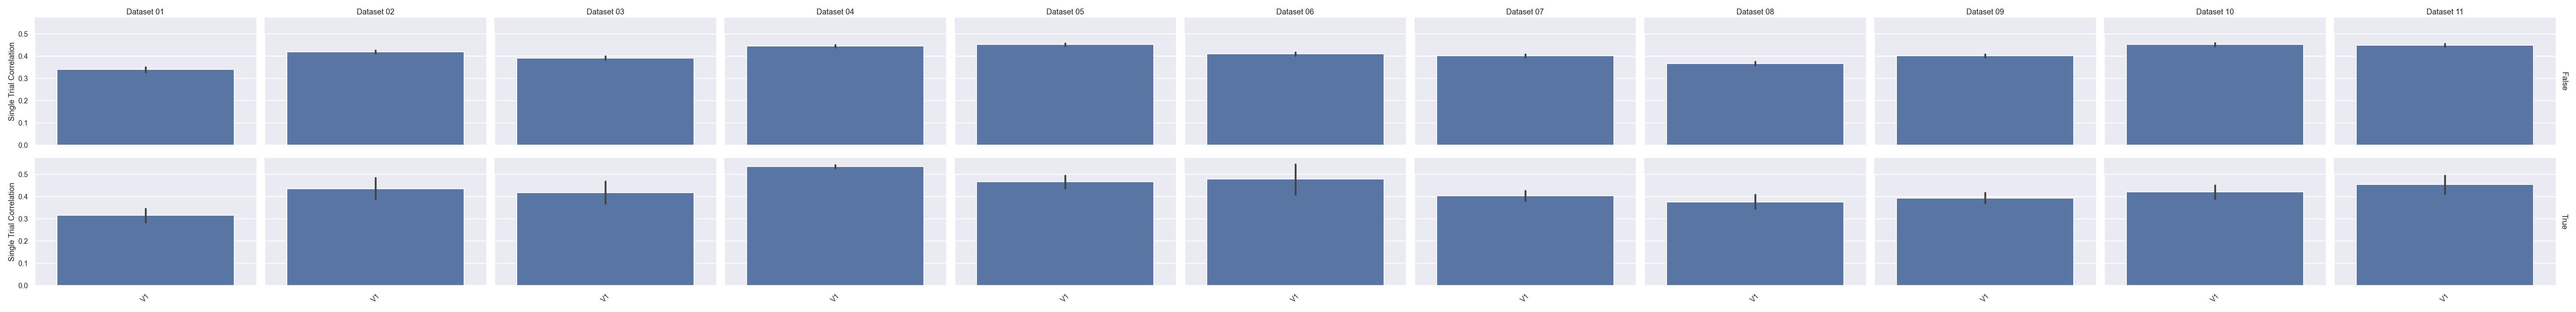 Dataset 01
Dataset 02
Dataset 03
Dataset 04
Dataset 05
Dataset 06
Dataset 07
Dataset 08
Dataset 09
Dataset 10
Dataset 11
Single Trial Correlation
0.5
0.4
0.3
0.2
0.1
0.0
False
Single Trial Correlation
0.5
0.4
0.3
0.2
0.1
0.0
True
V1
V1
V1
V1
V1
V1
V1
V1
V1
V1
V1